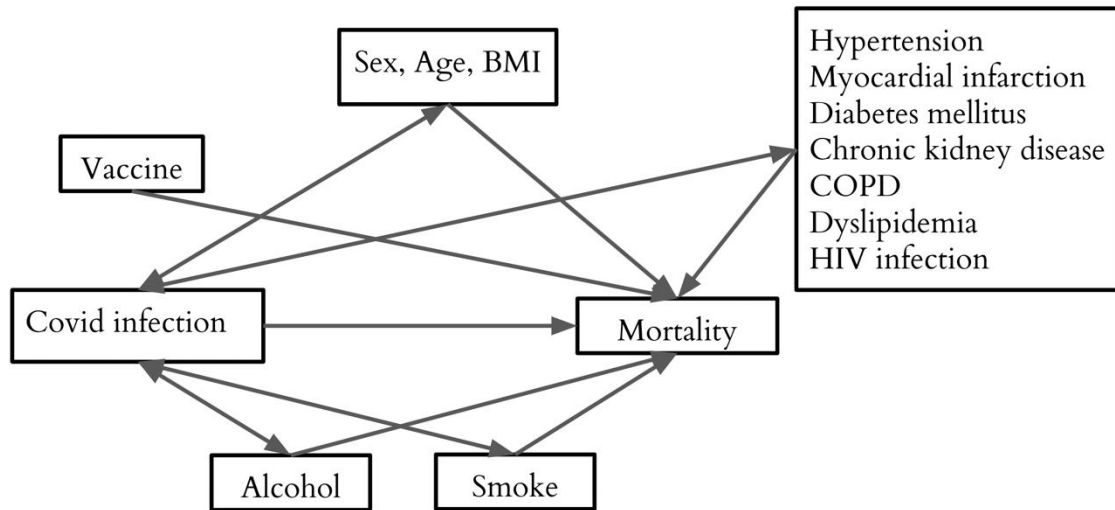 Sex, Age, BMI
Hypertension
Myocardial infarction
Diabetes mellitus
Chronic kidney disease
COPD
Dyslipidemia
HIV infection
Vaccine
Covid infection
Mortality
Alcohol
Smoke